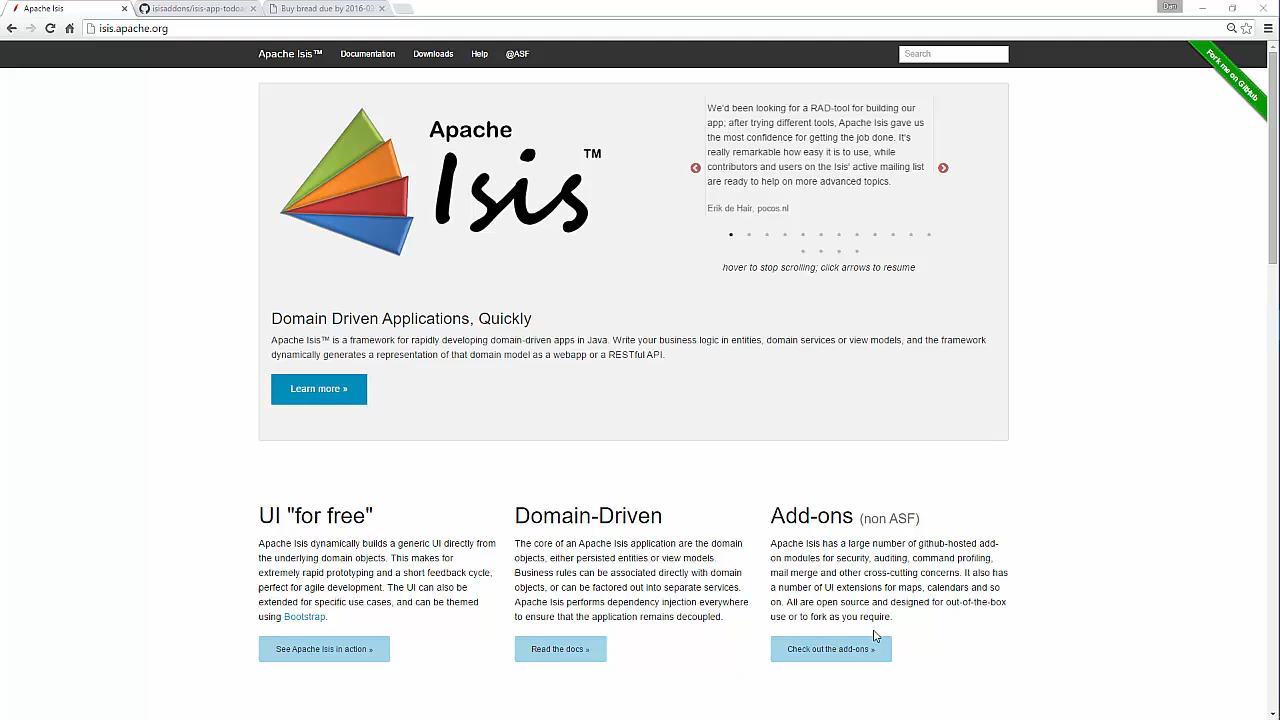 Apache Isis
isisaddons/isis-app-todoa
Buy bread due by 2016-03
Den
isis.apache.org
Apache Isis™ Documentation Downloads Help @ASF
Search
Fork me on GitHub
Apache
Isis
TM
We'd been looking for a RAD-tool for building our
app; after trying different tools, Apache Isis gave us
the most confidence for getting the job done. It's
really remarkable how easy it is to use, while
contributors and users on the Isis' active mailing list
are ready to help on more advanced topics.
Erik de Hair, pocos.nl
hover to stop scrolling; click arrows to resume
Domain Driven Applications, Quickly
Apache Isis™ is a framework for rapidly developing domain-driven apps in Java. Write your business logic in entities, domain services or view models, and the framework
dynamically generates a representation of that domain model as a webapp or a RESTful API.
Learn more »
UI "for free"
Apache Isis dynamically builds a generic UI directly from
the underlying domain objects. This makes for
extremely rapid prototyping and a short feedback cycle,
perfect for agile development. The UI can also be
extended for specific use cases, and can be themed
using Bootstrap.
See Apache Isis in action »
Domain-Driven
The core of an Apache Isis application are the domain
objects, either persisted entities or view models.
Business rules can be associated directly with domain
objects, or can be factored out into separate services.
Apache Isis performs dependency injection everywhere
to ensure that the application remains decoupled.
Read the docs »
Add-ons (non ASF)
Apache Isis has a large number of github-hosted add-
on modules for security, auditing, command profiling,
mail merge and other cross-cutting concerns. It also has
a number of UI extensions for maps, calendars and so
on. All are open source and designed for out-of-the-box
use or to fork as you require.
Check out the add-ons »